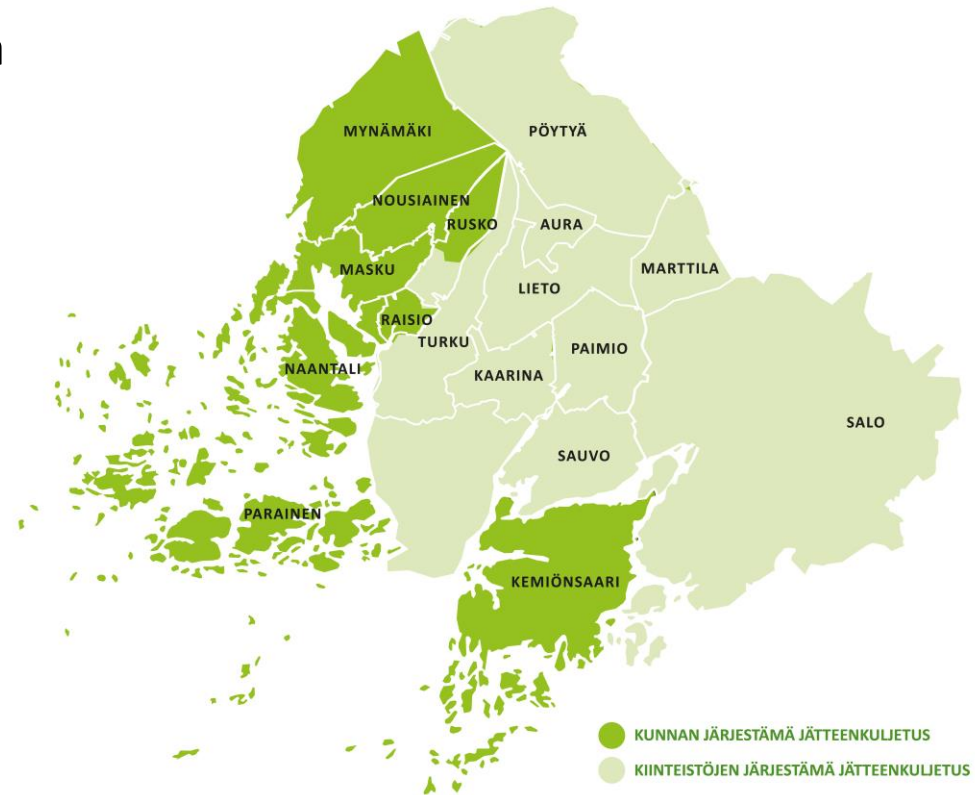 MYNÄMÄKI
PÖYTYÄ
NOUSIAINEN
RUSKO
AURA
MASKU
MARTTILA
LIETO
RAISIO
TURKU
PAIMIO
NAANTALI
KAARINA
SALO
SAUVO
PARAINEN
KEMIÖNSAARI
KUNNAN JÄRJESTÄMÄ JÄTTEENKULJETUS
KIINTEISTÖJEN JÄRJESTÄMÄ JÄTTEENKULJETUS